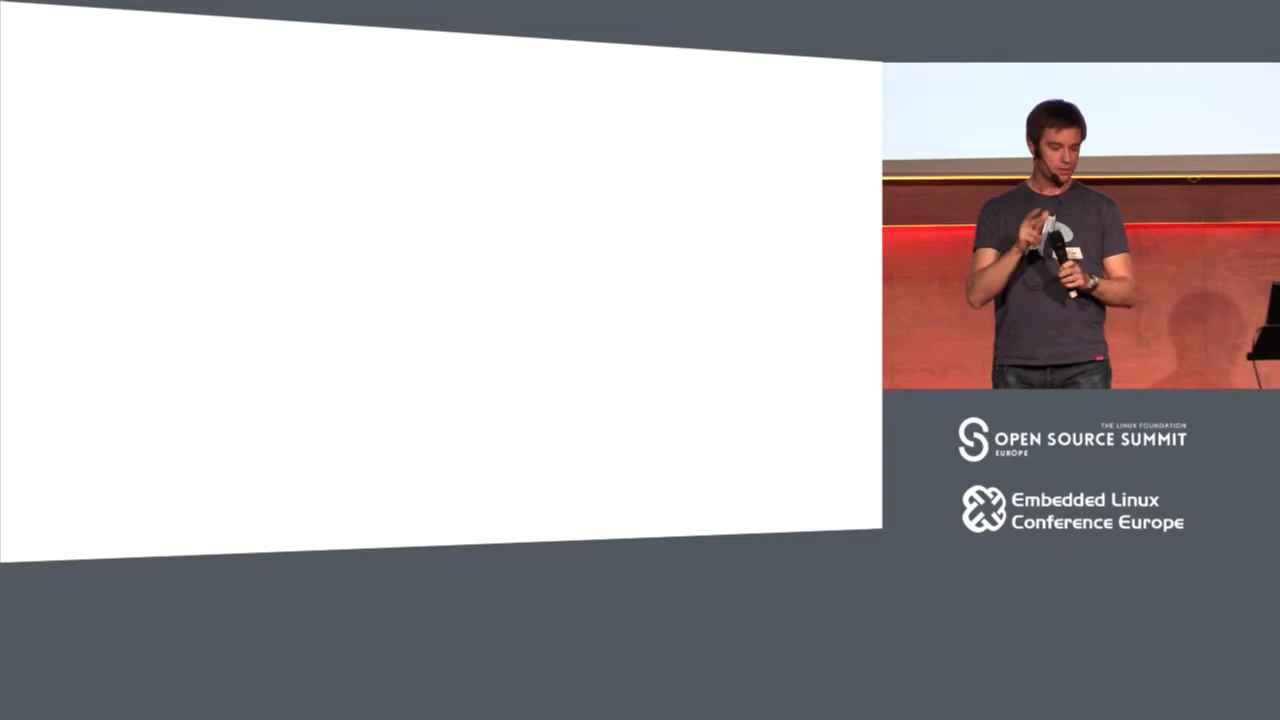 THE LINUX FOUNDATION
OPEN SOURCE SUMMIT
EUROPE
Embedded Linux
Conference Europe